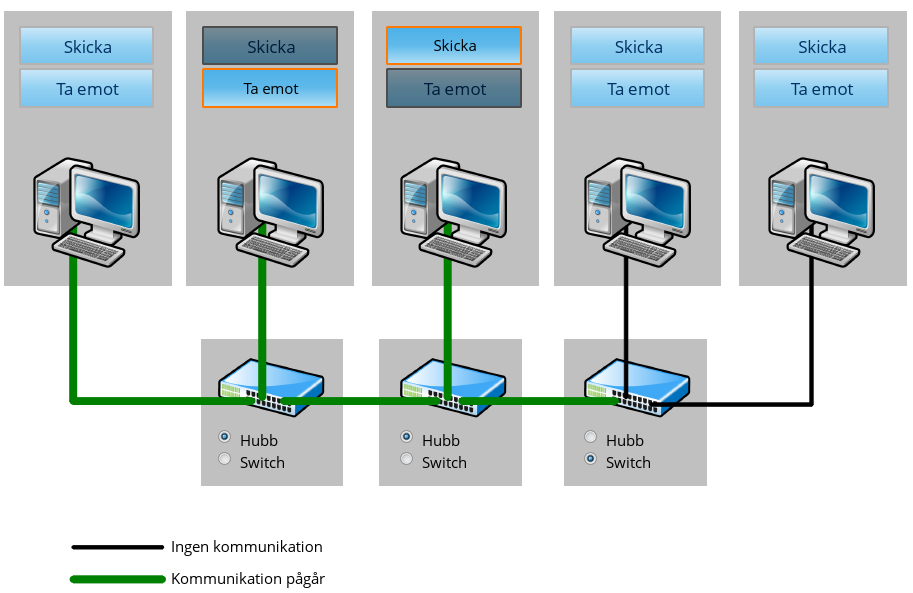 Skicka
Ta emot
Skicka
Ta emot
Skicka
Ta emot
Skicka
Ta emot
Skicka
Ta emot
Hubb
Switch
Hubb
Switch
Hubb
Switch
Ingen kommunikation
Kommunikation pågår